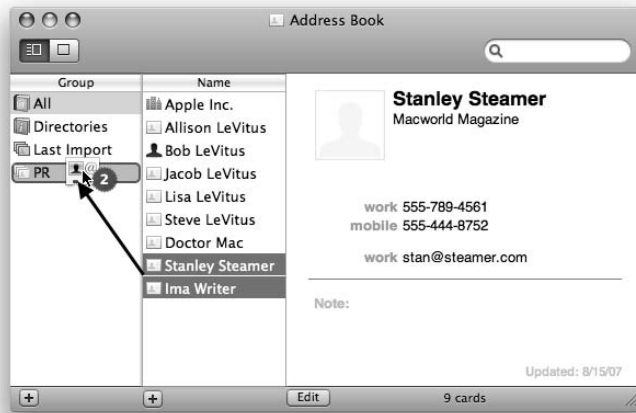 Address Book
Group
All
Directories
Last Import
PR
@
2
Name
Apple Inc.
Allison LeVitus
Bob LeVitus
Jacob LeVitus
Lisa LeVitus
Steve LeVitus
Doctor Mac
Stanley Steamer
Ima Writer
Stanley Steamer
Macworld Magazine
work 555-789-4561
mobile 555-444-8752
work stan@steamer.com
Note:
Updated: 8/15/07
Edit
9 cards